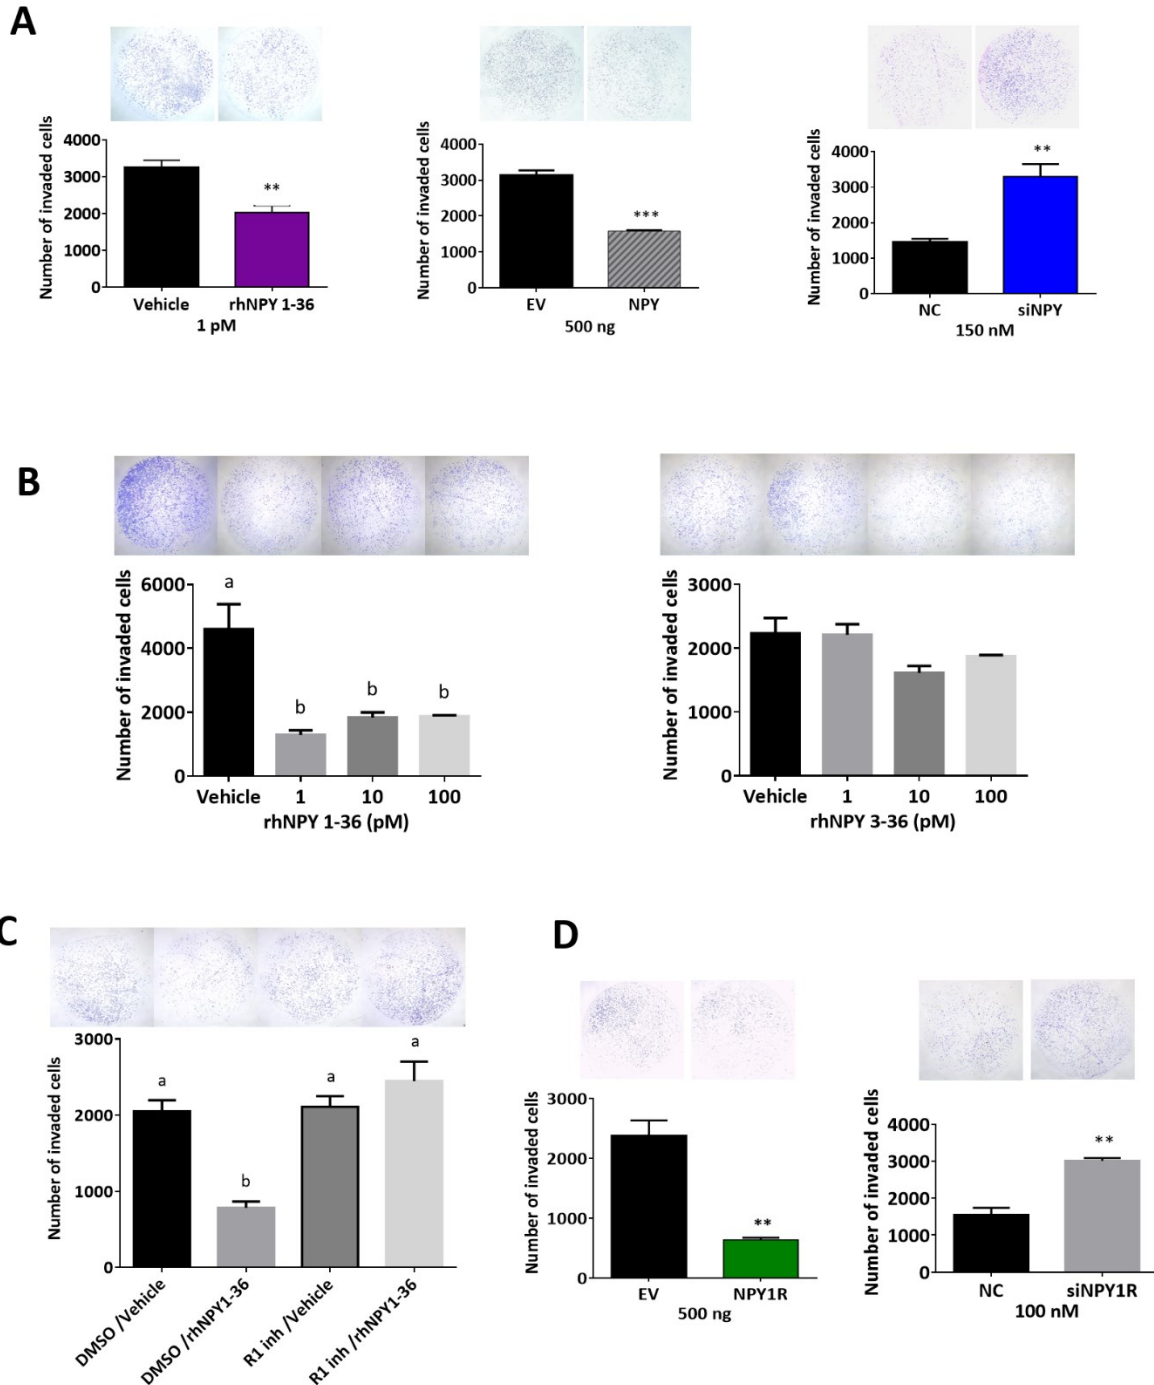 A
Number of invaded cells
4000
3000
2000
1000
0
**
Vehicle rhNPY 1-36
1 pM
Number of invaded cells
4000
3000
2000
1000
0
***
EV NPY
500 ng
Number of invaded cells
4000
3000
2000
1000
0
**
NC siNPY
150 nM
B
Number of invaded cells
6000
4000
2000
0
a
b
b
b
Vehicle 1 10 100
rhNPY 1-36 (pM)
Number of invaded cells
3000
2000
1000
0
Vehicle 1 10 100
rhNPY 3-36 (pM)
C
Number of invaded cells
3000
2000
1000
0
a
b
a
a
DMSO /Vehicle
DMSO /rhNPY1-36
R1 inh /Vehicle
R1 inh /rhNPY1-36
D
Number of invaded cells
3000
2000
1000
0
**
EV NPY1R
500 ng
Number of invaded cells
4000
3000
2000
1000
0
**
NC siNPY1R
100 nM